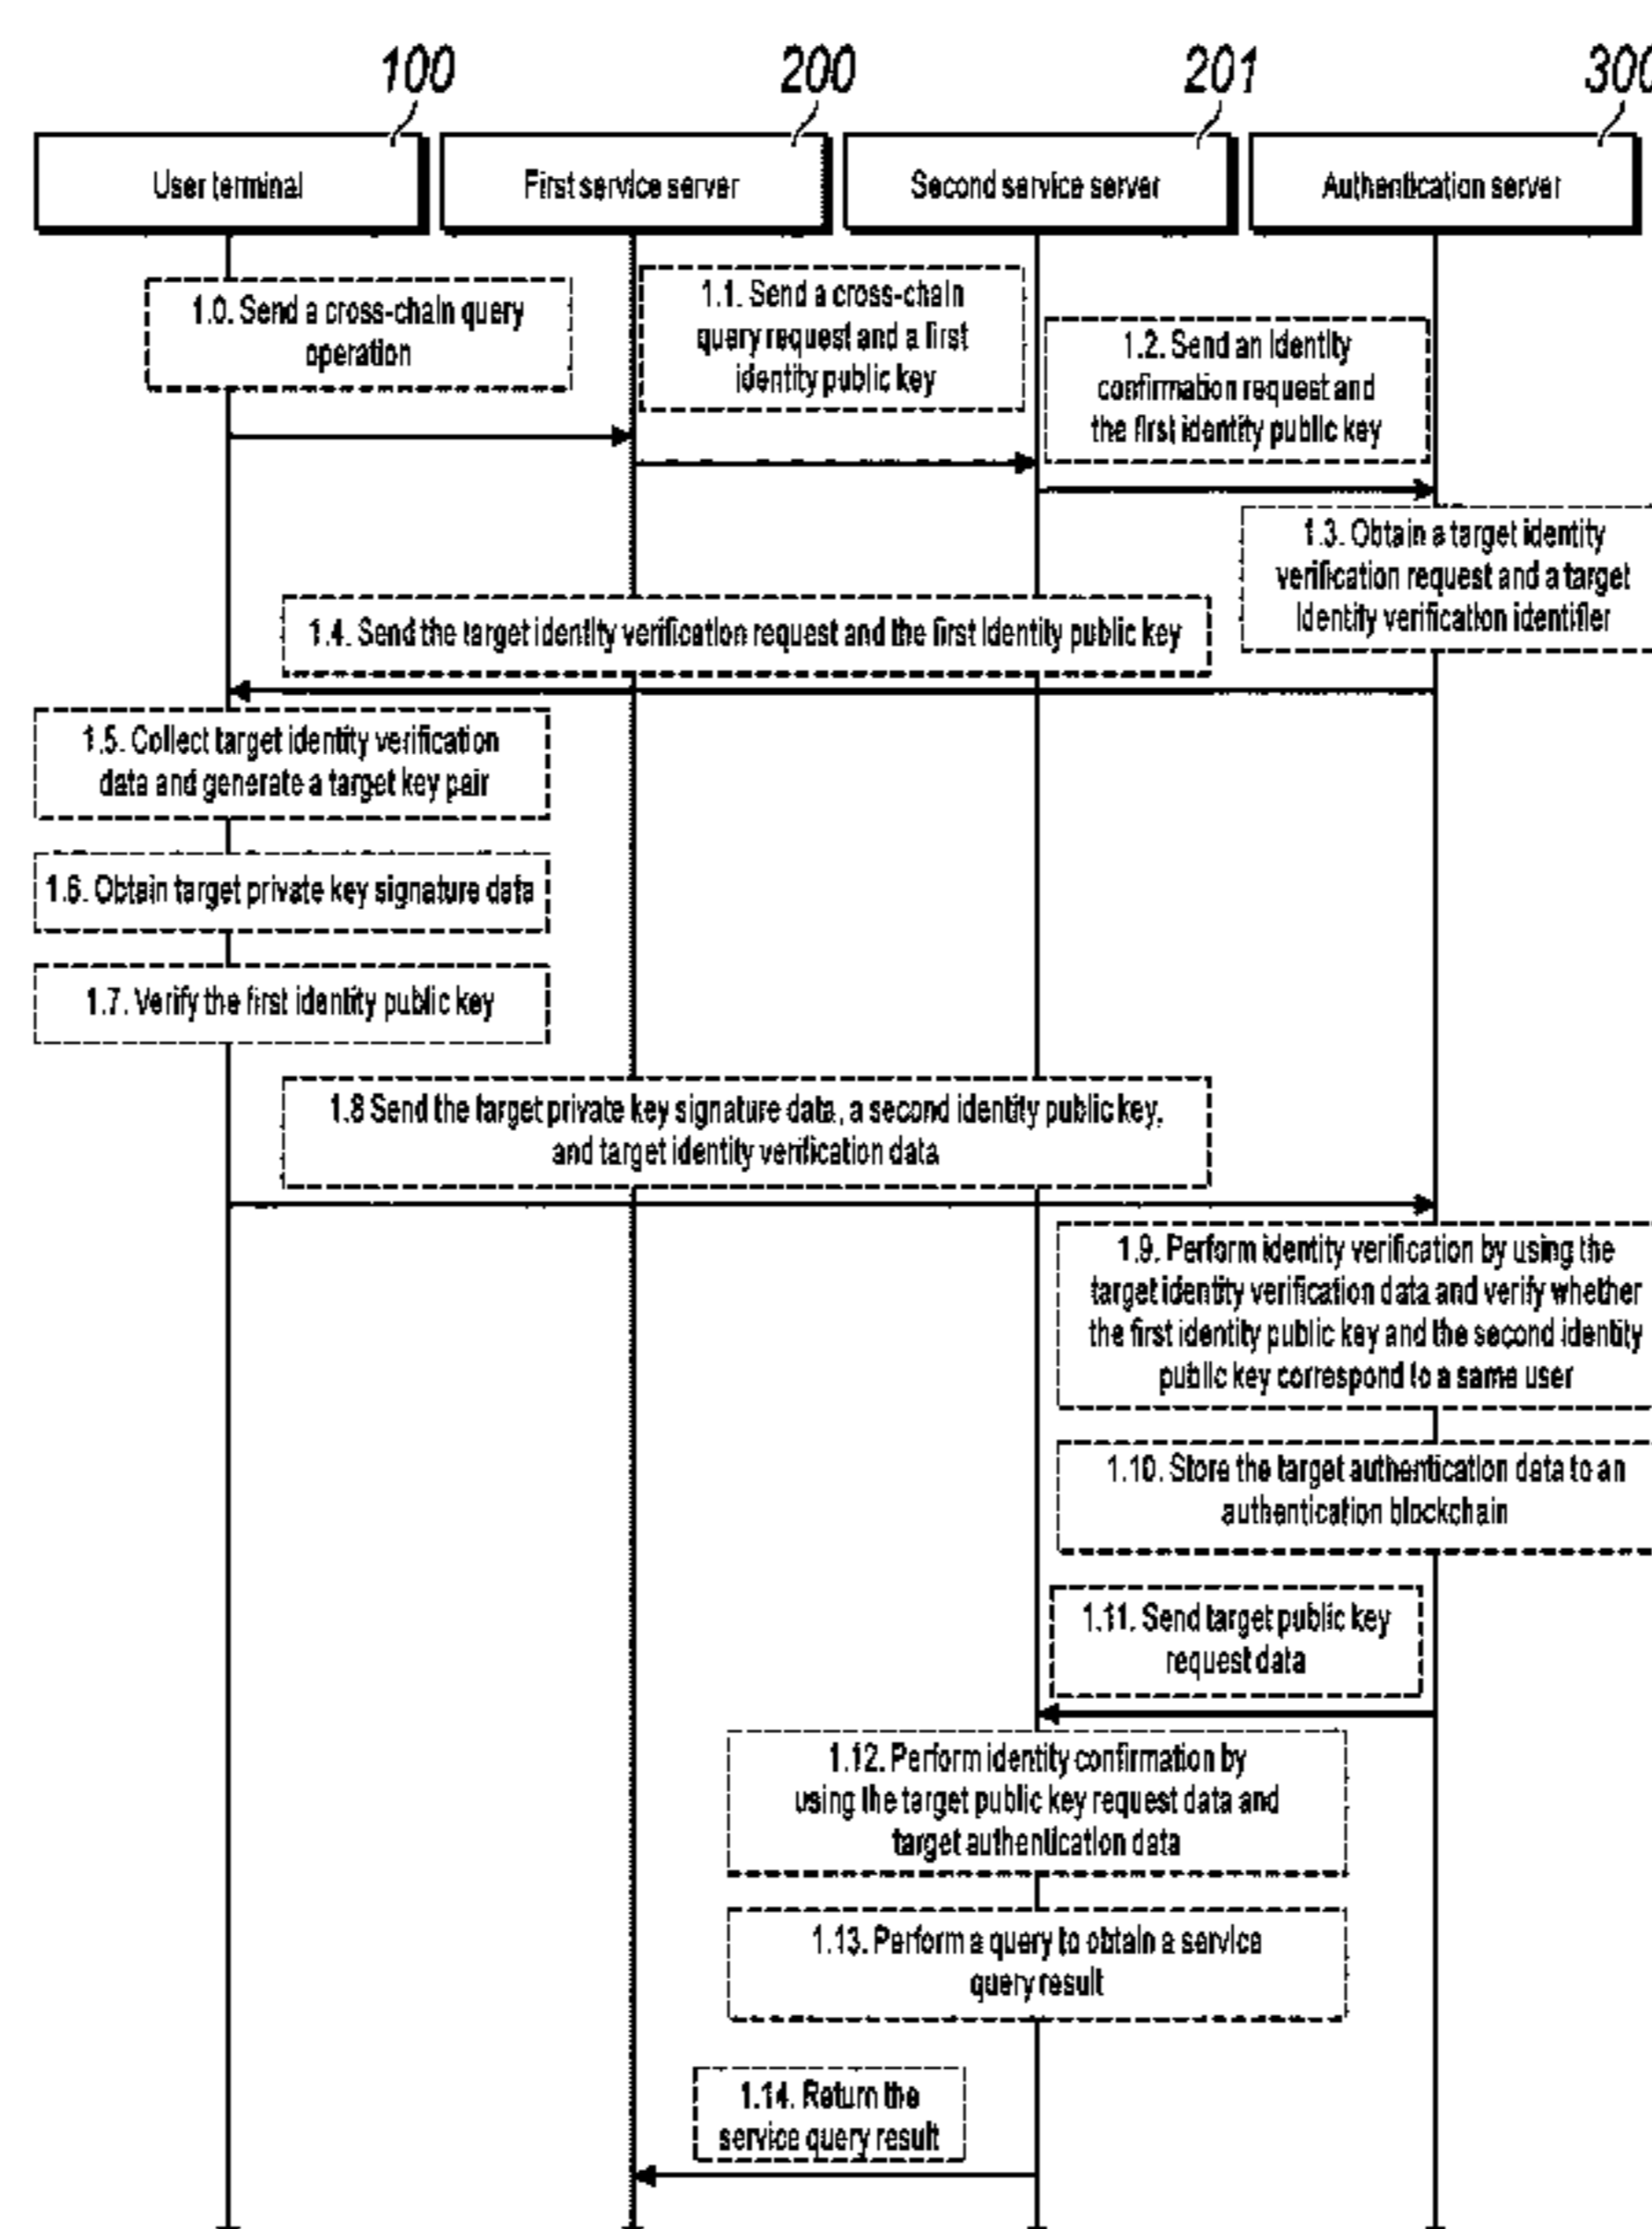 100
200
201
300
User terminal
First service server
Second service server
Authentication server
1.0. Send a cross-chain query
operation
1.1. Send a cross-chain
query request and a first
identity public key
1.2. Send an identity
confirmation request and
the first identity public key
1.3. Obtain a target identity
verification request and a target
identity verification identifier
1.4. Send the target identity verification request and the first identity public key
1.5. Collect target identity verification
data and generate a target key pair
1.6. Obtain target private key signature data
1.7. Verify the first identity public key
1.8 Send the target private key signature data, a second identity public key,
and target identity verification data
1.9. Perform identity verification by using the
target identity verification data and verify whether
the first identity public key and the second identity
public key correspond to a same user
1.10. Store the target authentication data to an
authentication blockchain
1.11. Send target public key
request data
1.12. Perform identity confirmation by
using the target public key request data and
target authentication data
1.13. Perform a query to obtain a service
query result
1.14. Return the
service query result